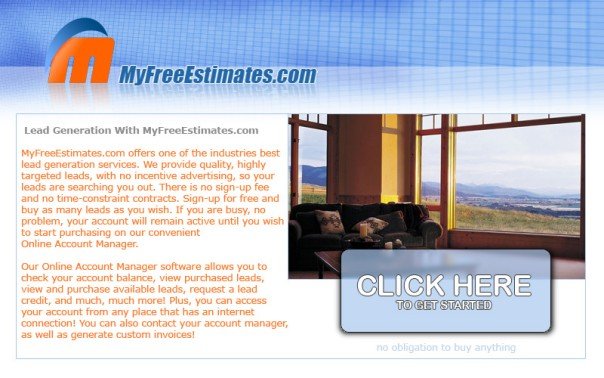 MyFreeEstimates.com
Lead Generation With MyFreeEstimates.com
MyFreeEstimates.com offers one of the industries best
lead generation services. We provide quality, highly
targeted leads, with no incentive advertising, so your
leads are searching you out. There is no sign-up fee
and no time-constraint contracts. Sign-up for free and
buy as many leads as you wish. If you are busy, no
problem, your account will remain active until you wish
to start purchasing on our convenient
Online Account Manager.
Our Online Account Manager software allows you to
check your account balance, view purchased leads,
view and purchase available leads, request a lead
credit, and much, much more! Plus, you can access
your account from any place that has an internet
connection! You can also contact your account manager,
as well as generate custom invoices!
CLICK HERE
TO GET STARTED
no obligation to buy anything